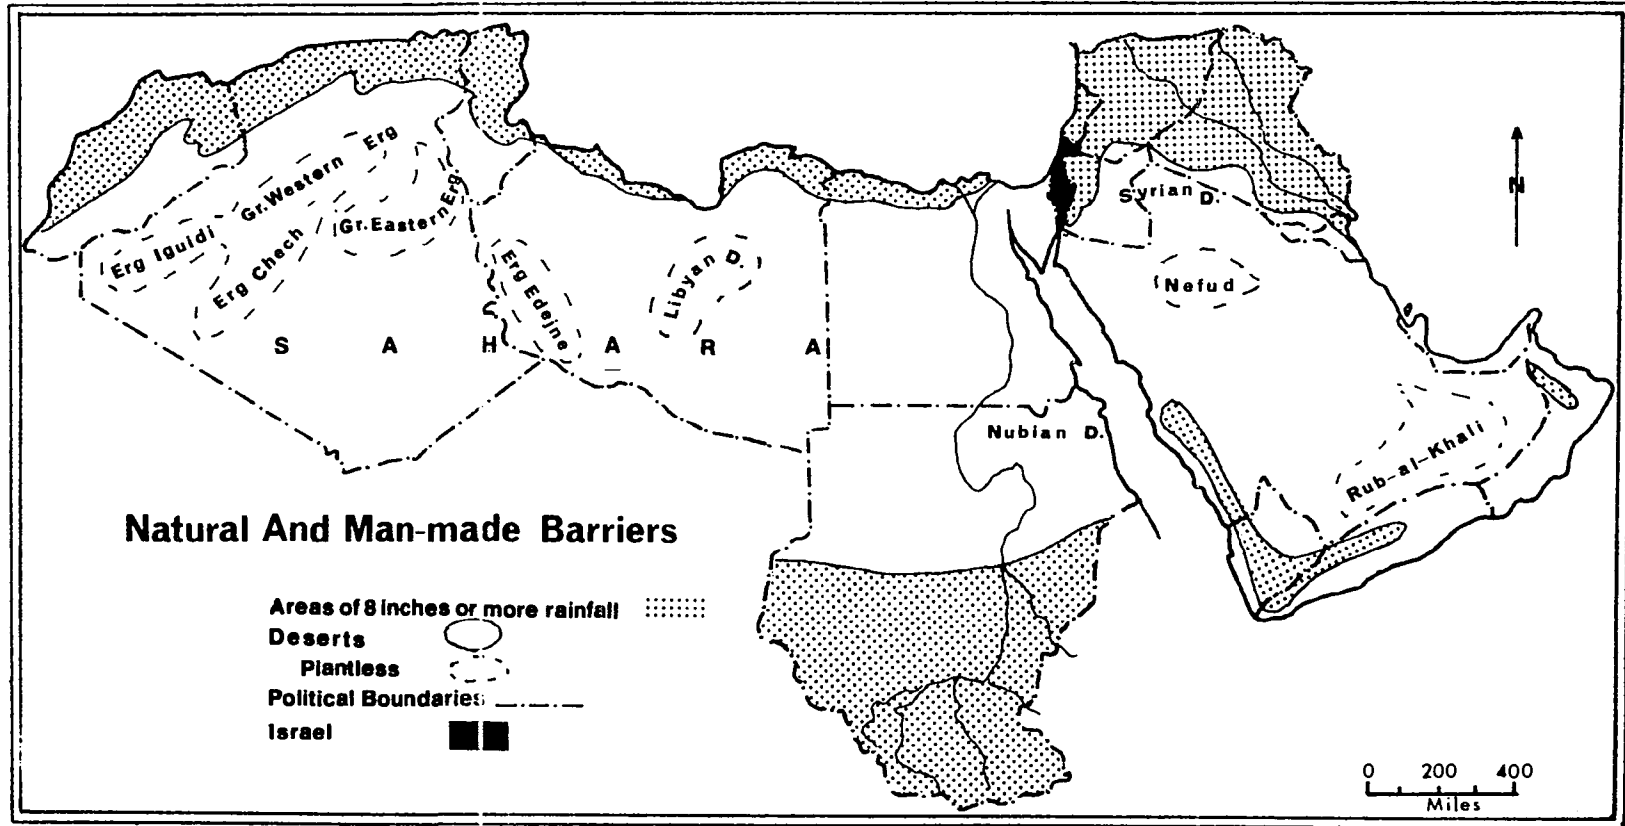 Gr. Western Erg
Syrian D.
Erg Iguidi
Gr. Eastern Erg
Erg Chech
Erg Edejne
Libyan D.
Nefud
N
S A H A R A
Nubian D.
Rub-al-Khali
Natural And Man-made Barriers
Areas of 8 inches or more rainfall
Deserts
Plantless
Political Boundaries
Israel
0 200 400
Miles